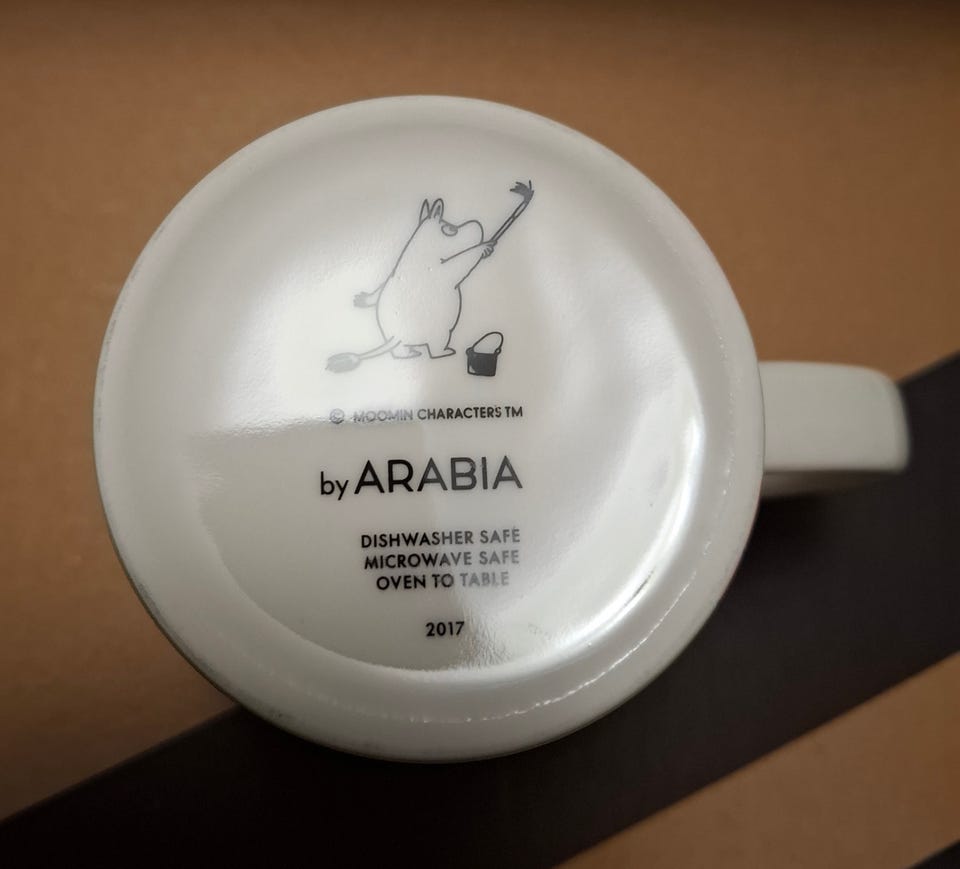 © MOOMIN CHARACTERS TM
by ARABIA
DISHWASHER SAFE
MICROWAVE SAFE
OVEN TO TABLE
2017